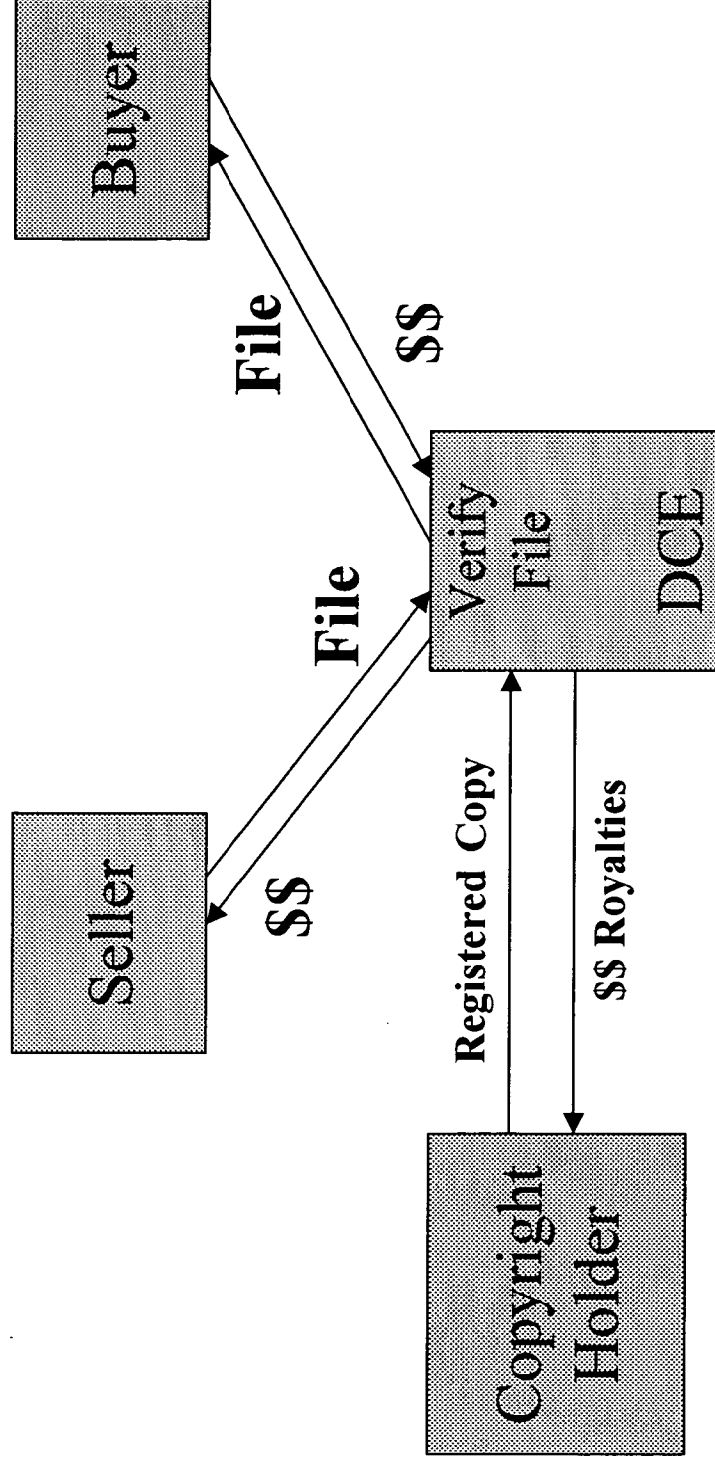 Seller
Buyer
$$
File
File
$$
Copyright
Holder
Registered Copy
$$ Royalties
Verify
File
DCE